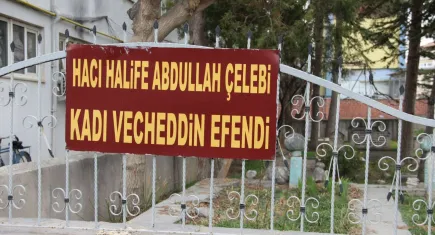 HACI HALİFE ABDULLAH ÇELEBİ
KADI VECHEDDİN EFENDİ